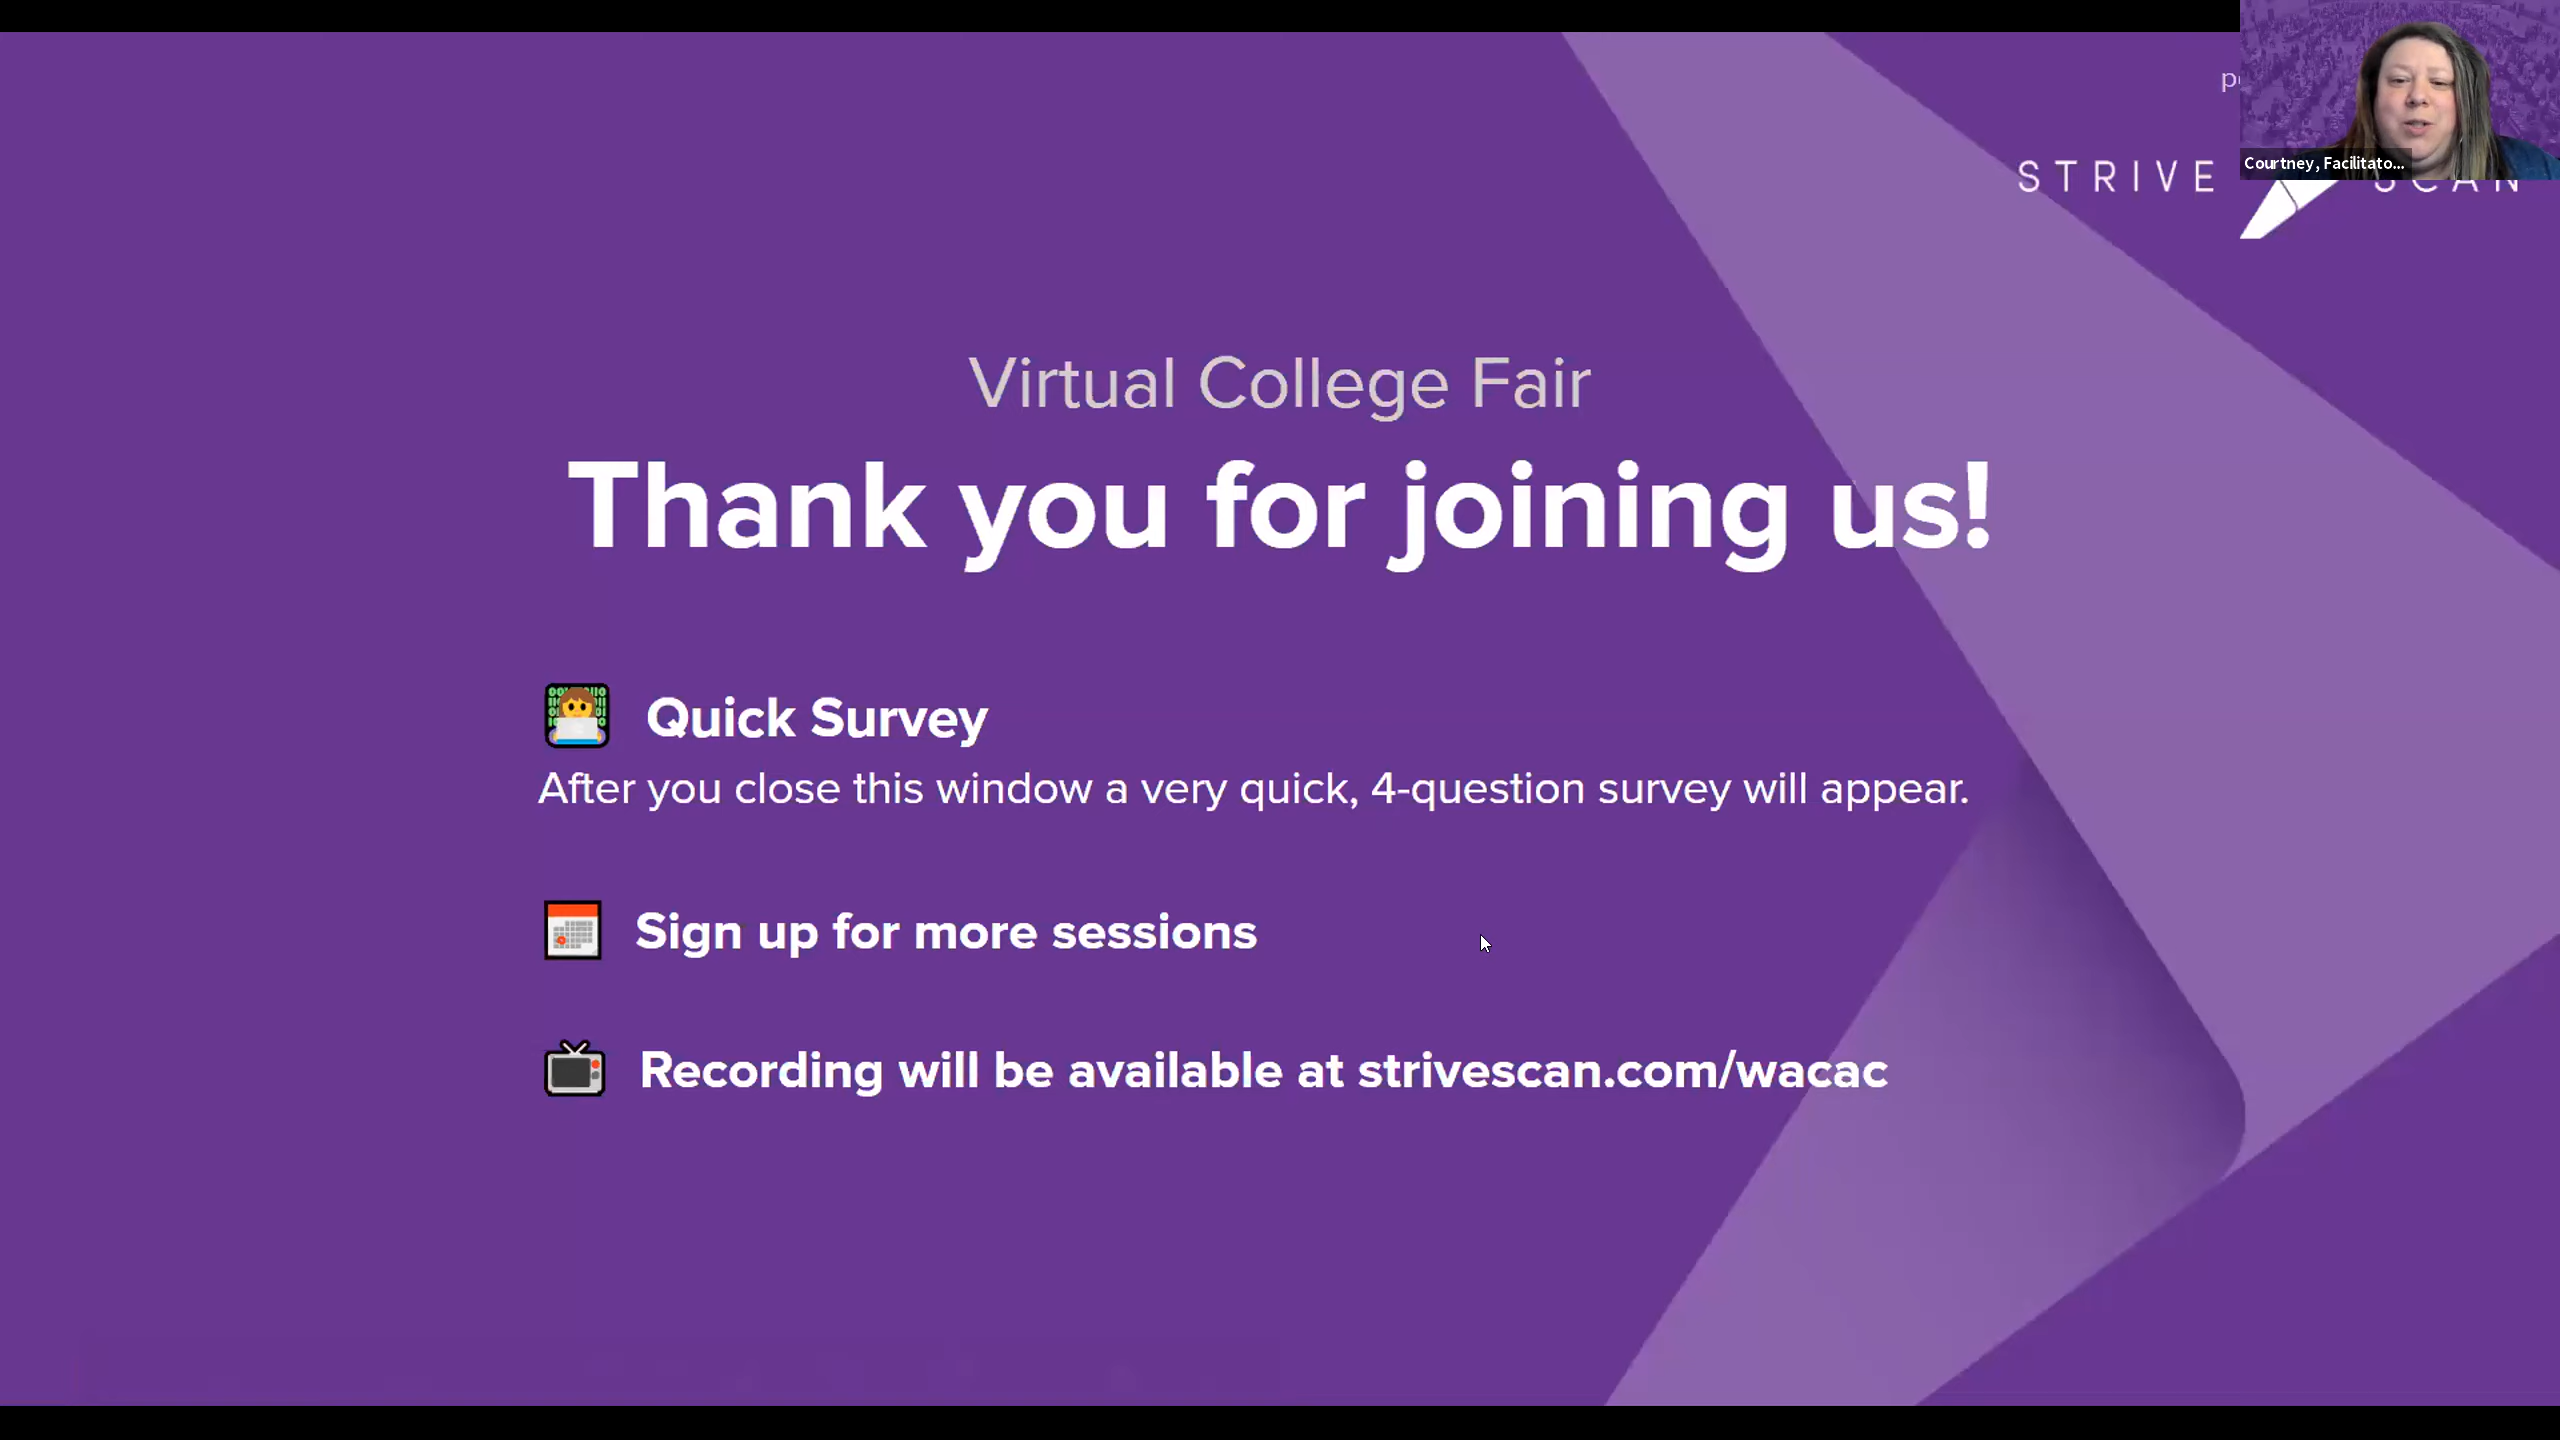 Courtney, Facilitato...
STRIVE SCAN
Virtual College Fair
Thank you for joining us!
Quick Survey
After you close this window a very quick, 4-question survey will appear.
Sign up for more sessions
Recording will be available at strivescan.com/wacac